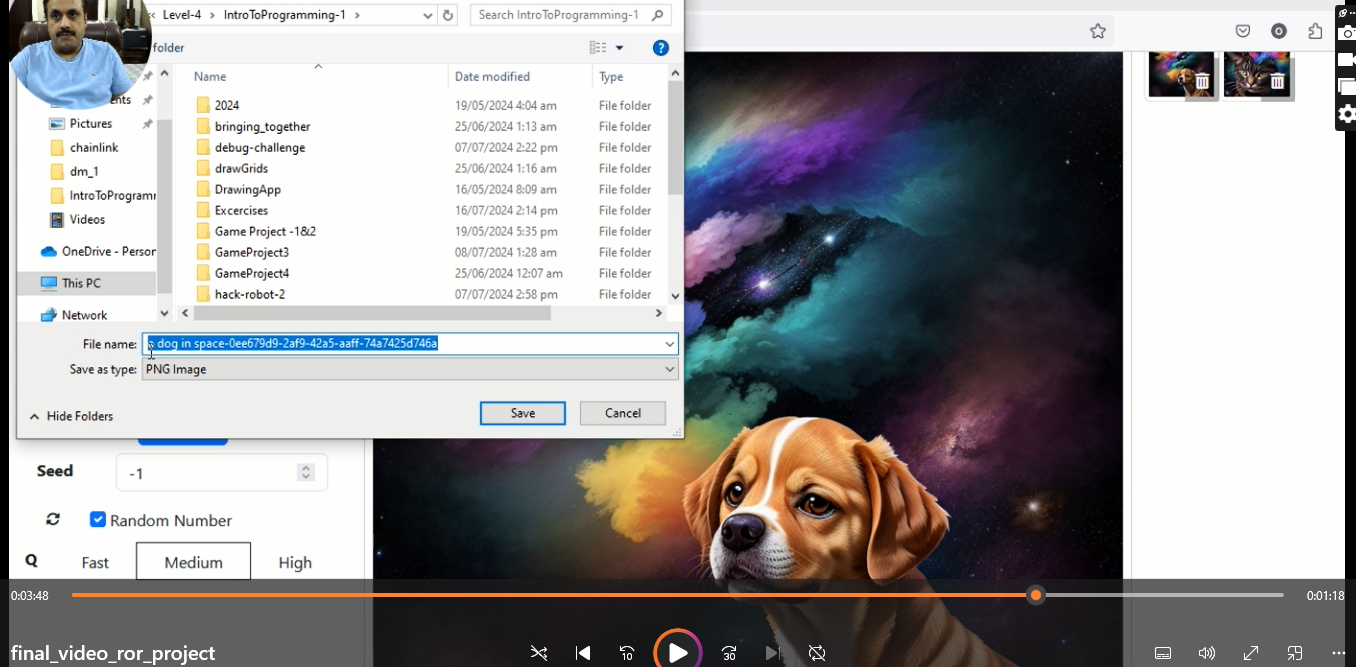 « Level-4 > IntroToProgramming-1 >
Search IntroToProgramming-1
folder
Name Date modified Type
2024 19/05/2024 4:04 am File folder
bringing_together 25/06/2024 1:13 am File folder
debug-challenge 07/07/2024 2:22 pm File folder
drawGrids 25/06/2024 1:16 am File folder
DrawingApp 16/05/2024 8:09 am File folder
Excercises 16/07/2024 2:14 pm File folder
Game Project -1&2 19/05/2024 5:35 pm File folder
GameProject3 08/07/2024 1:28 am File folder
GameProject4 25/06/2024 12:07 am File folder
hack-robot-2 07/07/2024 2:58 pm File folder
ents
Pictures
chainlink
dm_1
IntroToProgramm
Videos
OneDrive - Person
This PC
Network
File name: a dog in space-0ee679d9-2af9-42a5-aaff-74a7425d746a
Save as type: PNG Image
Hide Folders
Save
Cancel
O
Seed -1
Random Number
Q Fast Medium High
0:03:48
0:01:18
final_video_ror_project
10
30